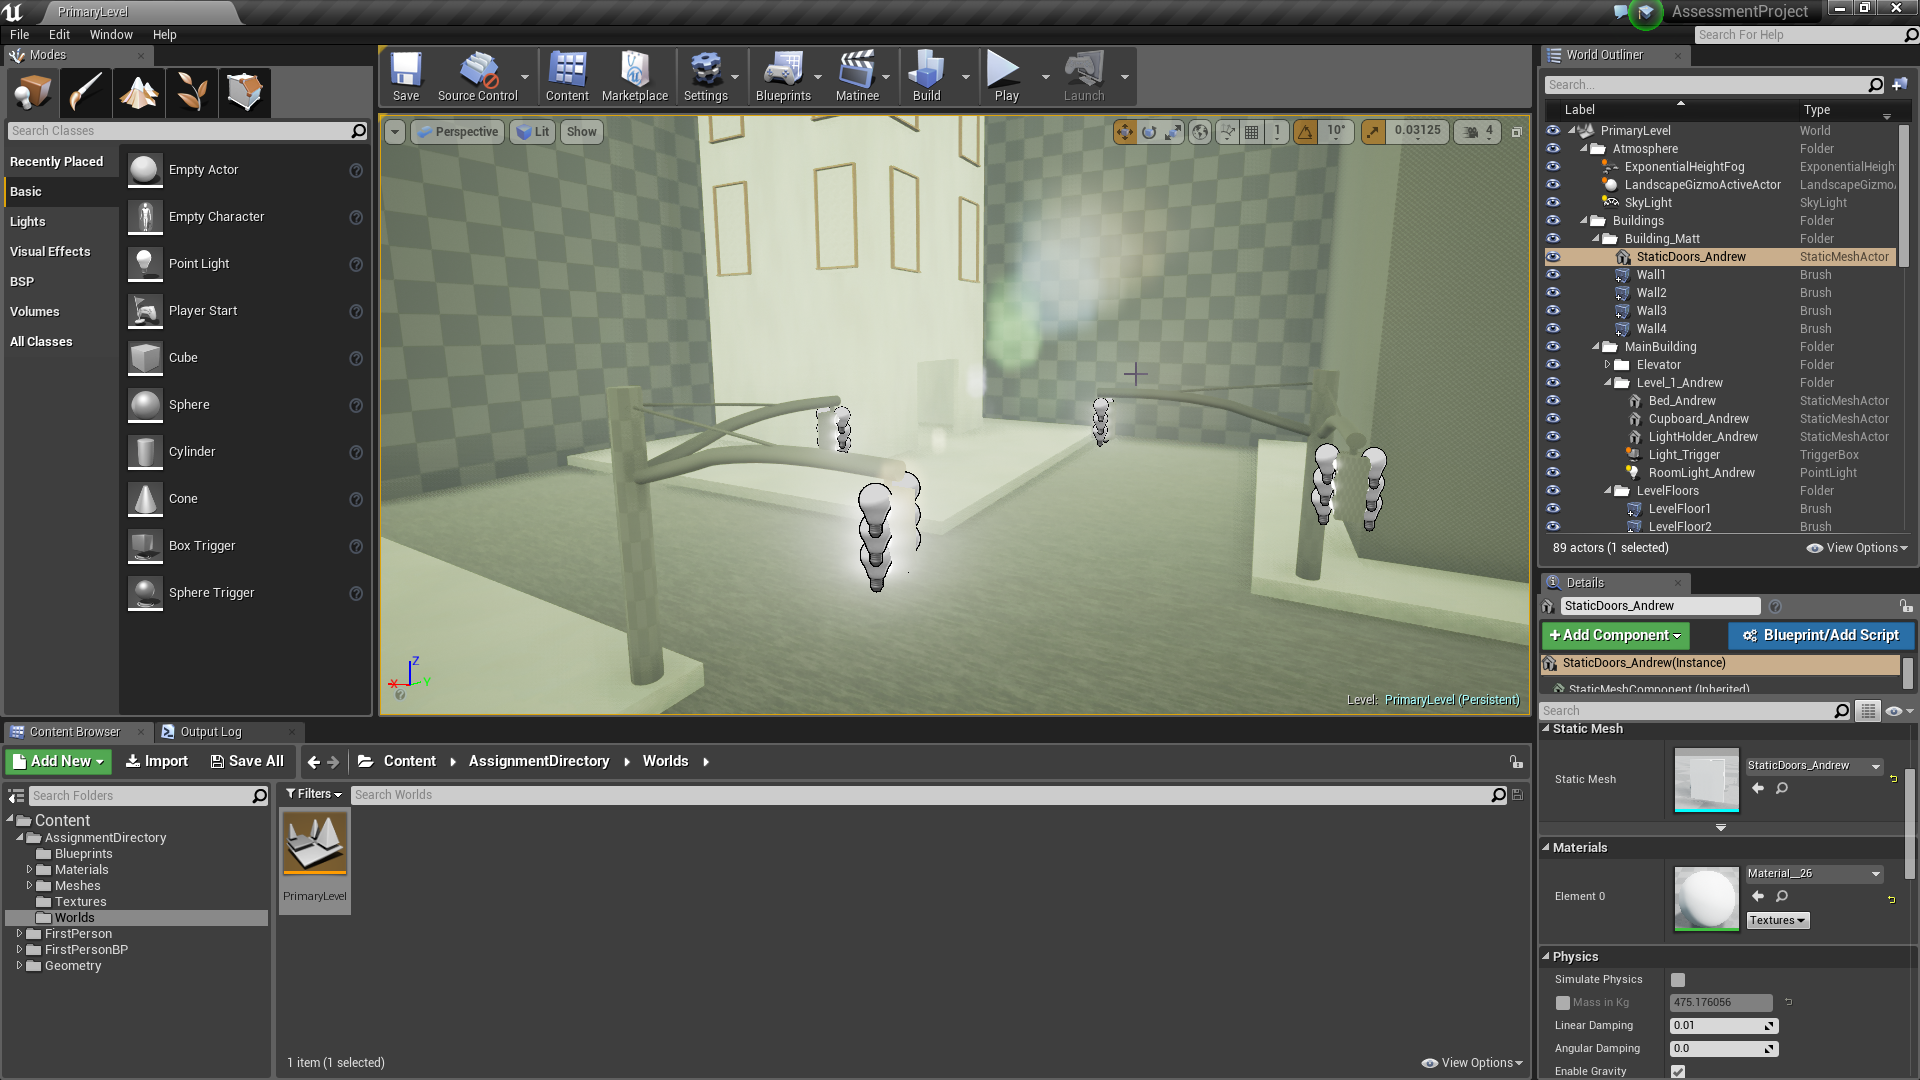 PrimaryLevel
AssessmentProject
File Edit Window Help
Search For Help
Modes
Search Classes
Recently Placed
Basic
Lights
Visual Effects
BSP
Volumes
All Classes
Empty Actor
Empty Character
Point Light
Player Start
Cube
Sphere
Cylinder
Cone
Box Trigger
Sphere Trigger
Save
Source Control
Content
Marketplace
Settings
Blueprints
Matinee
Build
Play
Launch
Perspective
Lit
Show
1
10°
0.03125
4
Z
X
Y
Level: PrimaryLevel (Persistent)
World Outliner
Search...
Label Type
PrimaryLevel World
Atmosphere Folder
ExponentialHeightFog ExponentialHeigh
LandscapeGizmoActiveActor LandscapeGizmo
SkyLight SkyLight
Buildings Folder
Building_Matt Folder
StaticDoors_Andrew StaticMeshActor
Wall1 Brush
Wall2 Brush
Wall3 Brush
Wall4 Brush
MainBuilding Folder
Elevator Folder
Level_1_Andrew Folder
Bed_Andrew StaticMeshActor
Cupboard_Andrew StaticMeshActor
LightHolder_Andrew StaticMeshActor
Light_Trigger TriggerBox
RoomLight_Andrew PointLight
LevelFloors Folder
LevelFloor1 Brush
LevelFloor2 Brush
89 actors (1 selected)
View Options
Details
StaticDoors_Andrew
+Add Component
Blueprint/Add Script
StaticDoors_Andrew(Instance)
StaticMeshComponent (Inherited)
Search
Static Mesh
Static Mesh
StaticDoors_Andrew
Materials
Element 0
Material__26
Textures
Physics
Simulate Physics
Mass in Kg 475.176056
Linear Damping 0.01
Angular Damping 0.0
Enable Gravity
Content Browser
Output Log
Add New
Import
Save All
Content
AssignmentDirectory
Worlds
Search Folders
Filters
Search Worlds
Content
AssignmentDirectory
Blueprints
Materials
Meshes
Textures
Worlds
FirstPerson
FirstPersonBP
Geometry
PrimaryLevel
1 item (1 selected)
View Options